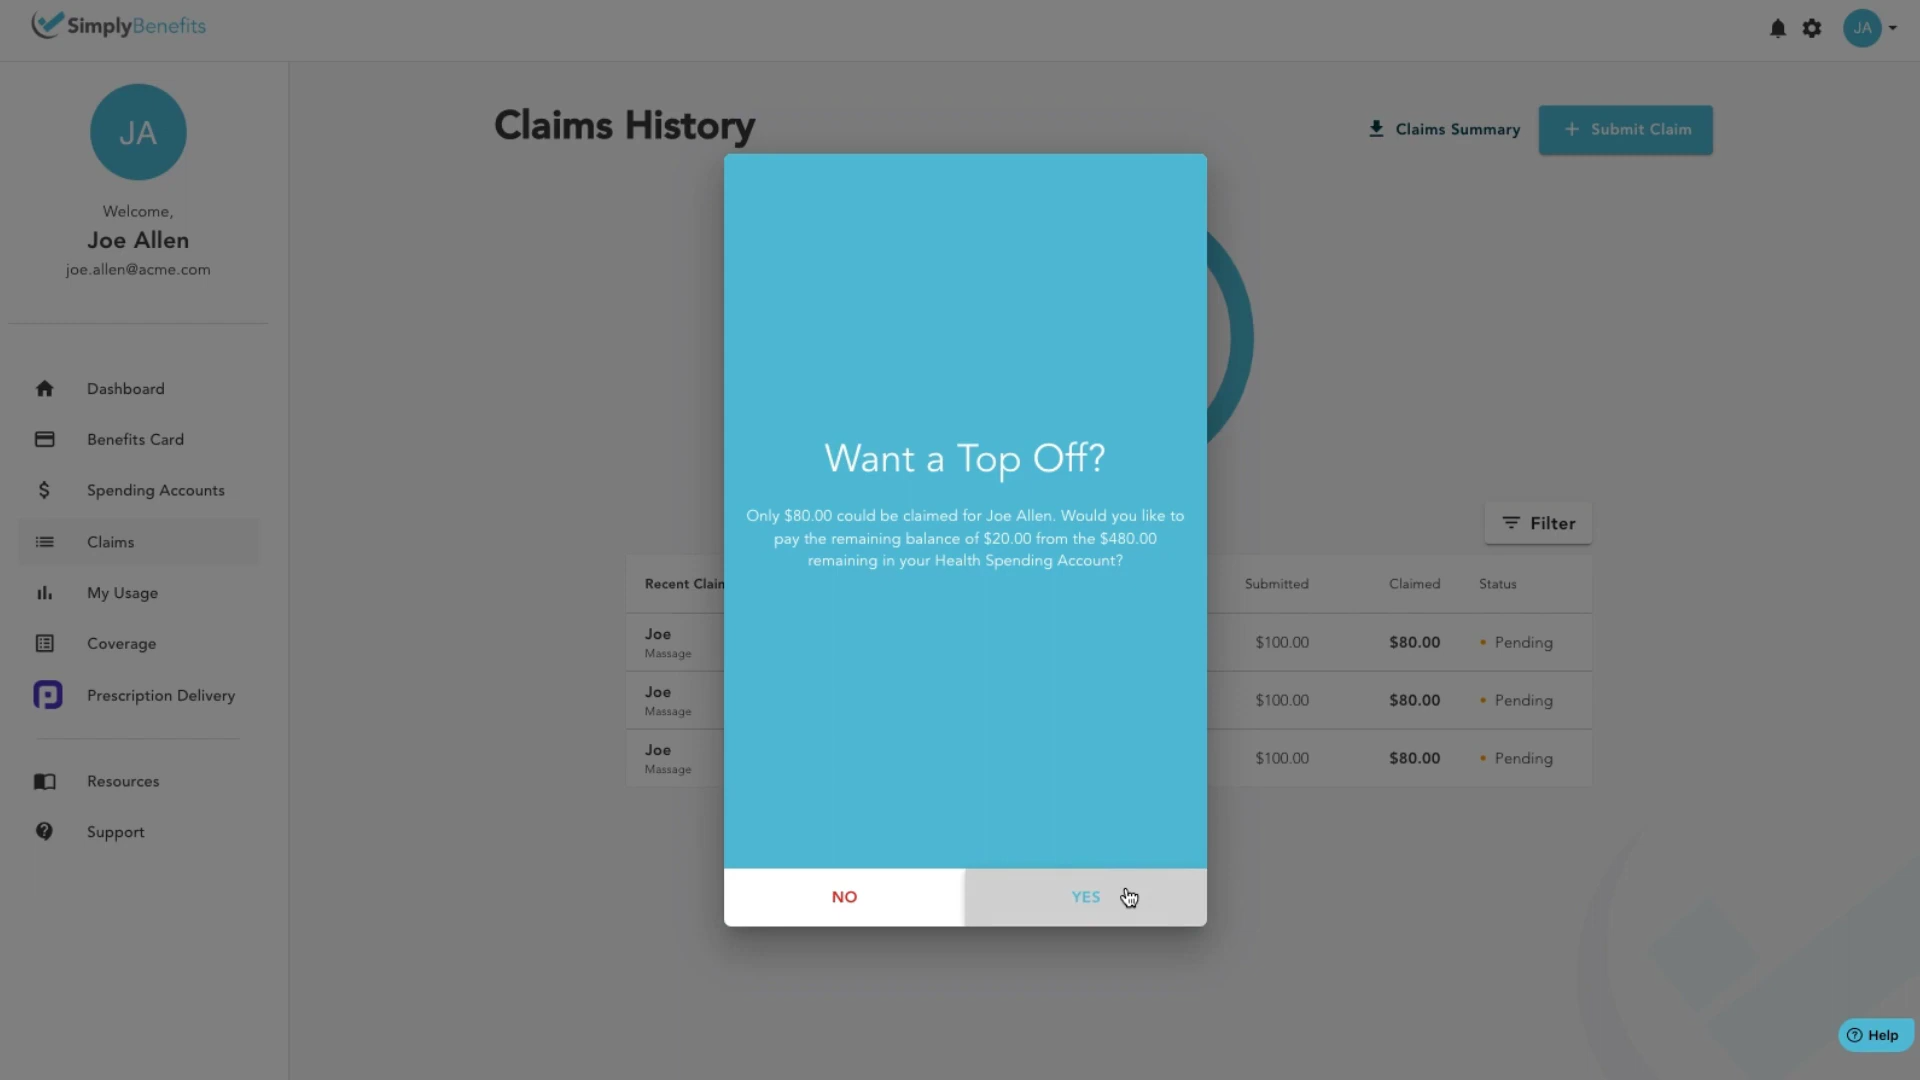 SimplyBenefits
JA
JA
Welcome,
Joe Allen
joe.allen@acme.com
Dashboard
Benefits Card
Spending Accounts
Claims
My Usage
Coverage
Prescription Delivery
Resources
Support
Claims History
Claims Summary
+ Submit Claim
Want a Top Off?
Only $80.00 could be claimed for Joe Allen. Would you like to
pay the remaining balance of $20.00 from the $480.00
remaining in your Health Spending Account?
NO
YES
Filter
Recent Claim Submitted Claimed Status
Joe
Massage
$100.00 $80.00 Pending
Joe
Massage
$100.00 $80.00 Pending
Joe
Massage
$100.00 $80.00 Pending
Help